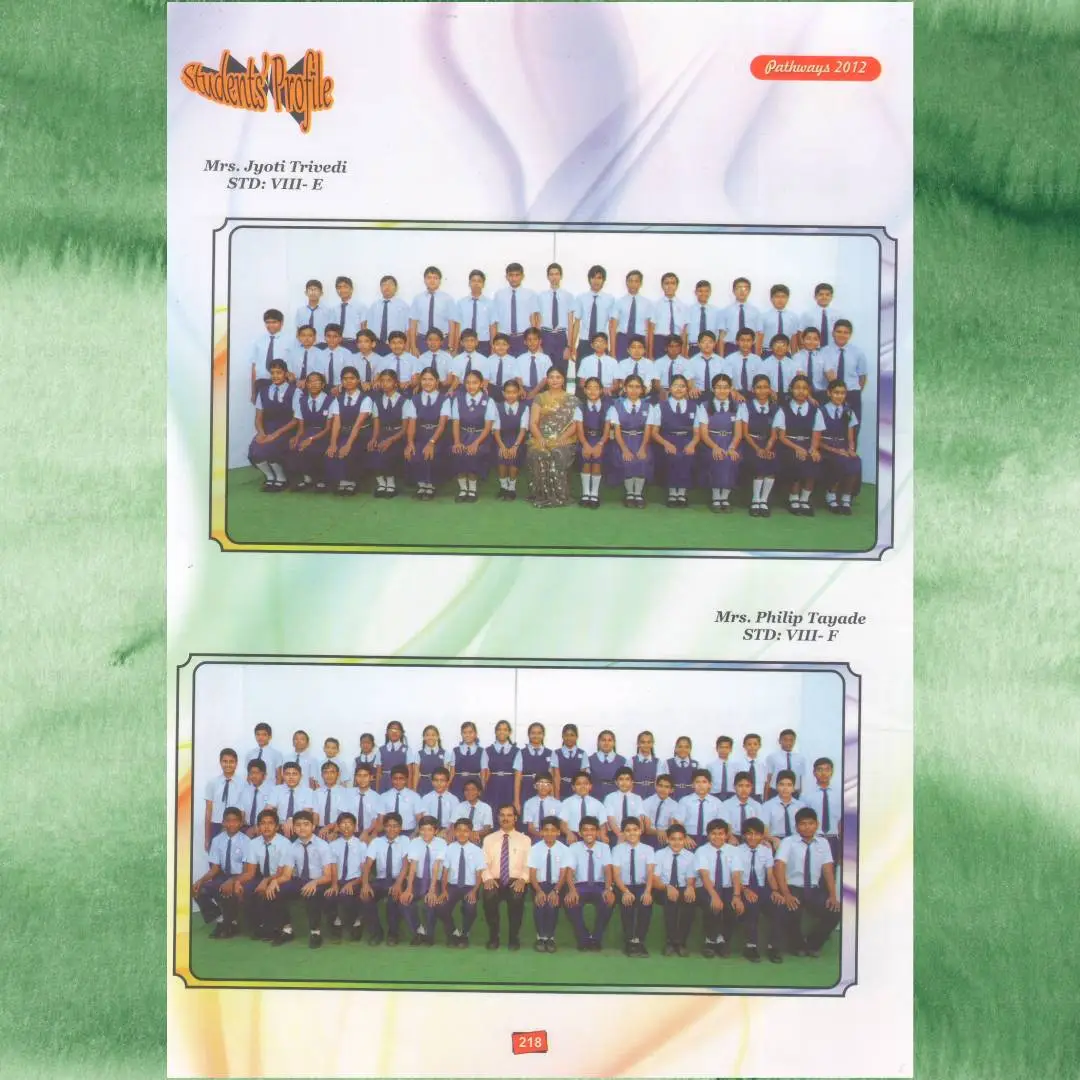 Students' Profile
Pathways 2012
Mrs. Jyoti Trivedi
STD: VIII- E
Mrs. Philip Tayade
STD: VIII- F
218